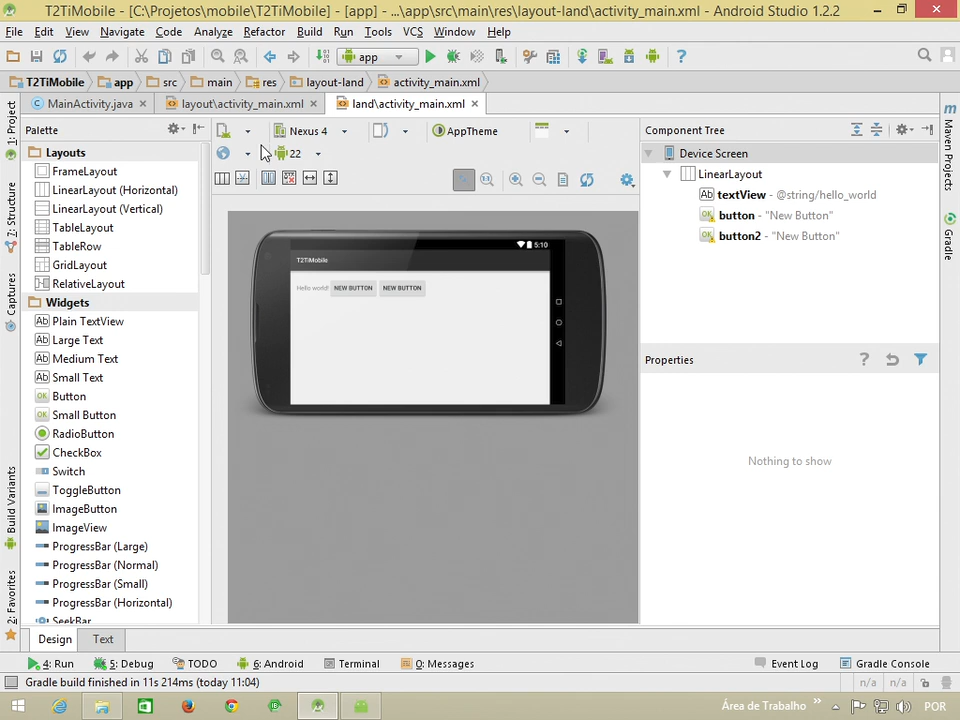 T2TiMobile - [C:\Projetos\mobile\T2TiMobile] - [app] - ...\app\src\main\res\layout-land\activity_main.xml - Android Studio 1.2.2
File Edit View Navigate Code Analyze Refactor Build Run Tools VCS Window Help
app
T2TiMobile app src main res layout-land activity_main.xml
MainActivity.java layout\activity_main.xml land\activity_main.xml
Palette
Nexus 4 AppTheme
22
Component Tree
Layouts
FrameLayout
LinearLayout (Horizontal)
LinearLayout (Vertical)
TableLayout
TableRow
GridLayout
RelativeLayout
Widgets
Plain TextView
Large Text
Medium Text
Small Text
Button
Small Button
RadioButton
CheckBox
Switch
ToggleButton
ImageButton
ImageView
ProgressBar (Large)
ProgressBar (Normal)
ProgressBar (Small)
ProgressBar (Horizontal)
SeekBar
5:10
T2TiMobile
Hello world! NEW BUTTON NEW BUTTON
Device Screen
LinearLayout
Ab textView - @string/hello_world
OK button - "New Button"
OK button2 - "New Button"
Properties
Nothing to show
1: Project
7: Structure
Captures
Build Variants
2: Favorites
Maven Projects
Gradle
Design Text
4: Run 5: Debug TODO 6: Android Terminal 0: Messages Event Log Gradle Console
Gradle build finished in 11s 214ms (today 11:04)
n/a n/a
Área de Trabalho
POR